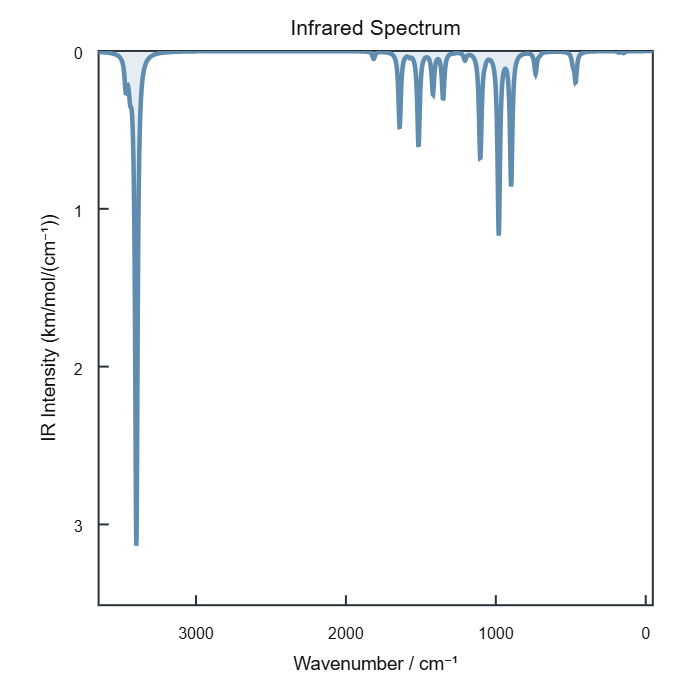 Infrared Spectrum
IR Intensity (km/mol/(cm⁻¹))
0
1
2
3
3000
2000
1000
0
Wavenumber / cm⁻¹